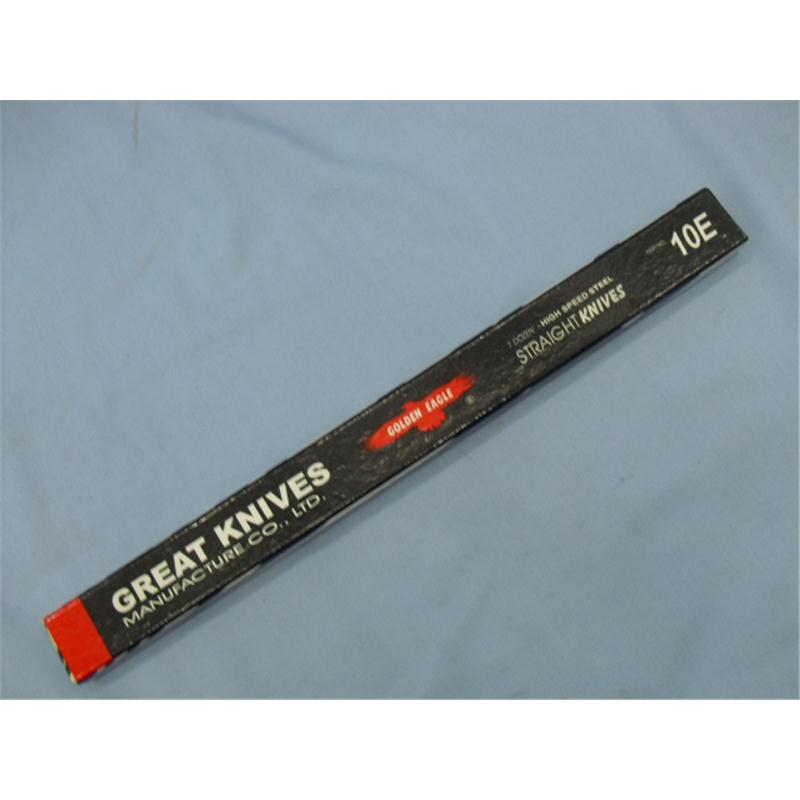 GREAT KNIVES
MANUFACTURE CO., LTD.
GOLDEN EAGLE
®
1 DOZEN - HIGH SPEED STEEL
STRAIGHT KNIVES
10E